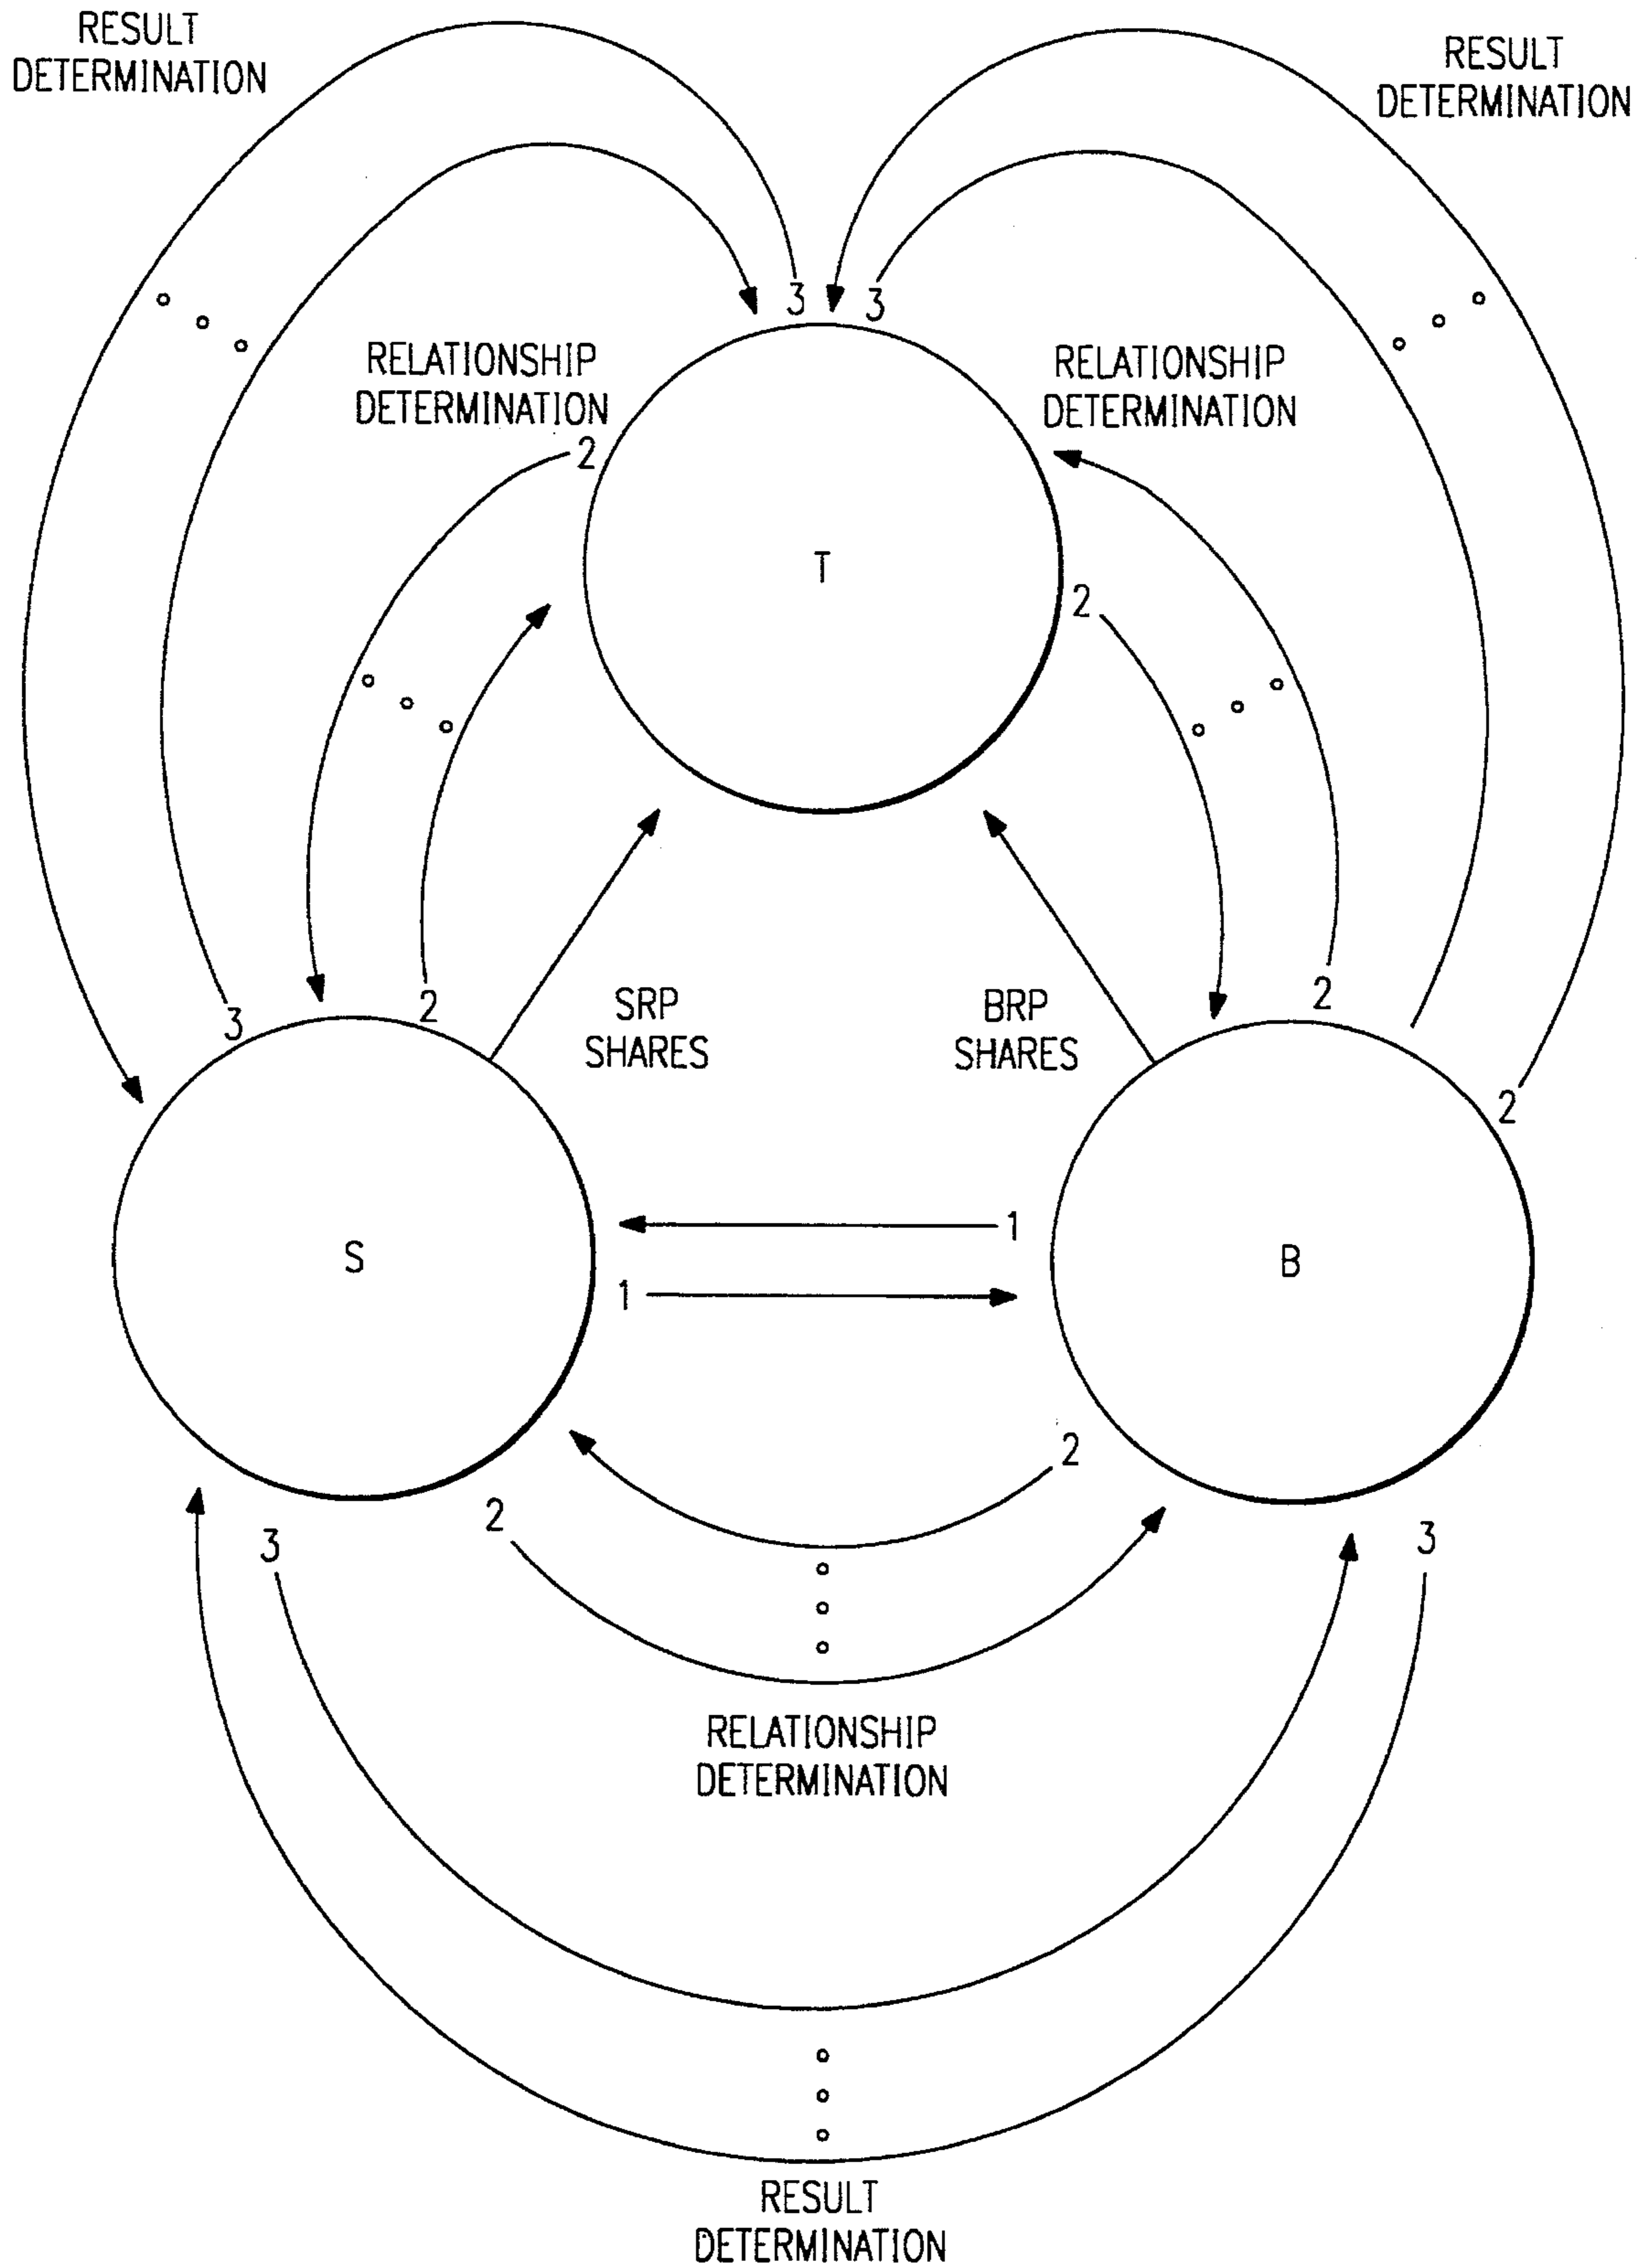 RESULT
DETERMINATION
RESULT
DETERMINATION
3
3
RELATIONSHIP
DETERMINATION
RELATIONSHIP
DETERMINATION
2
T
2
3
2
SRP
SHARES
BRP
SHARES
2
2
1
S
B
1
2
2
3
3
RELATIONSHIP
DETERMINATION
RESULT
DETERMINATION